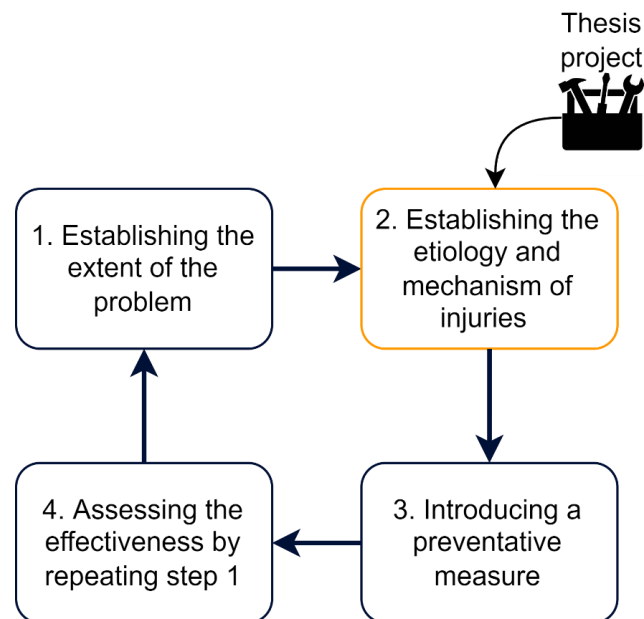 Thesis
project
1. Establishing the
extent of the
problem
2. Establishing the
etiology and
mechanism of
injuries
4. Assessing the
effectiveness by
repeating step 1
3. Introducing a
preventative
measure